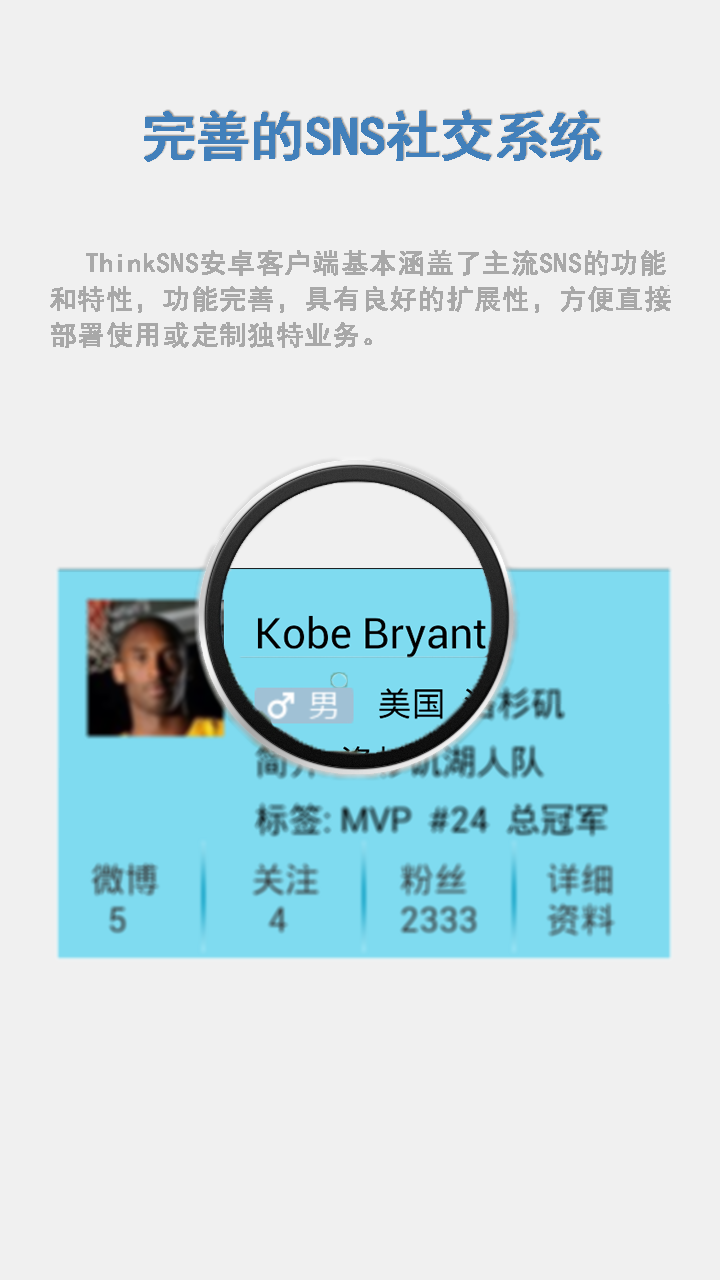 完善的SNS社交系统
ThinkSNS安卓客户端基本涵盖了主流SNS的功能
和特性，功能完善，具有良好的扩展性，方便直接
部署使用或定制独特业务。
Kobe Bryant
♂ 男 美国 洛杉矶
简介: 洛杉矶湖人队
标签: MVP #24 总冠军
微博 关注 粉丝 详细
5 4 2333 资料